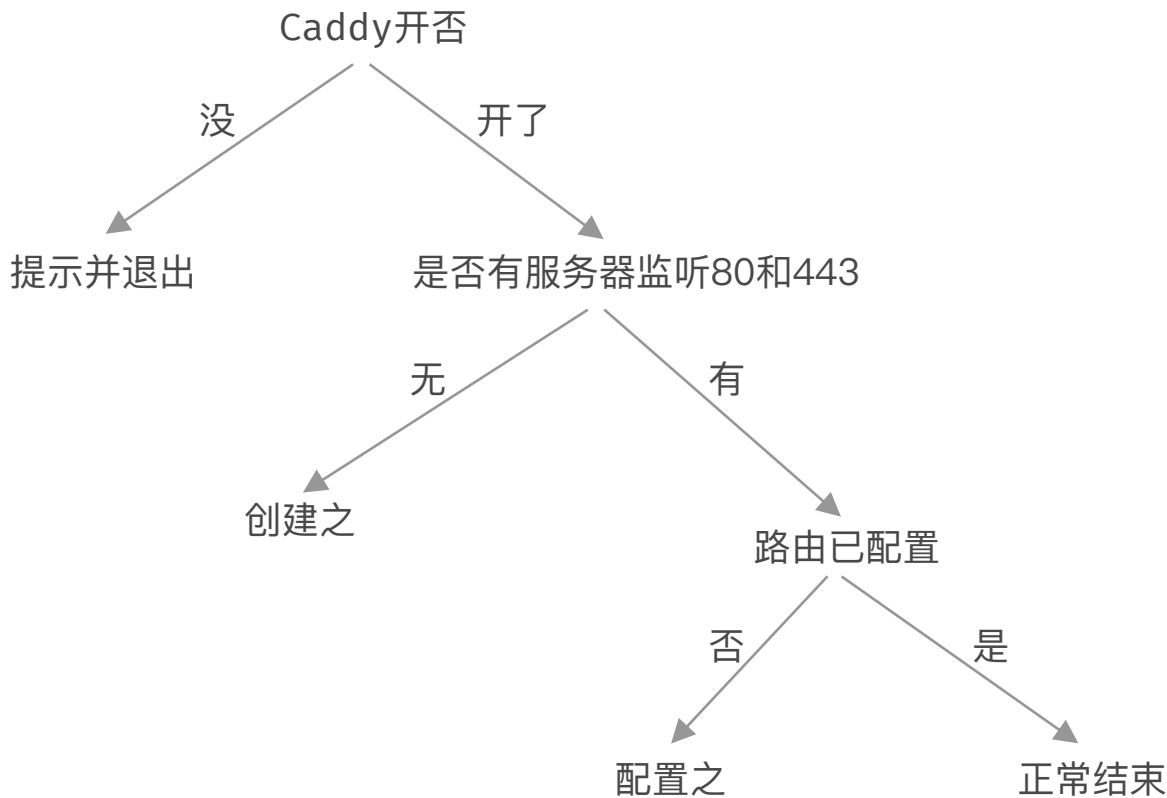 Caddy开否
没
开了
提示并退出
是否有服务器监听80和443
无
有
创建之
路由已配置
否
是
配置之
正常结束